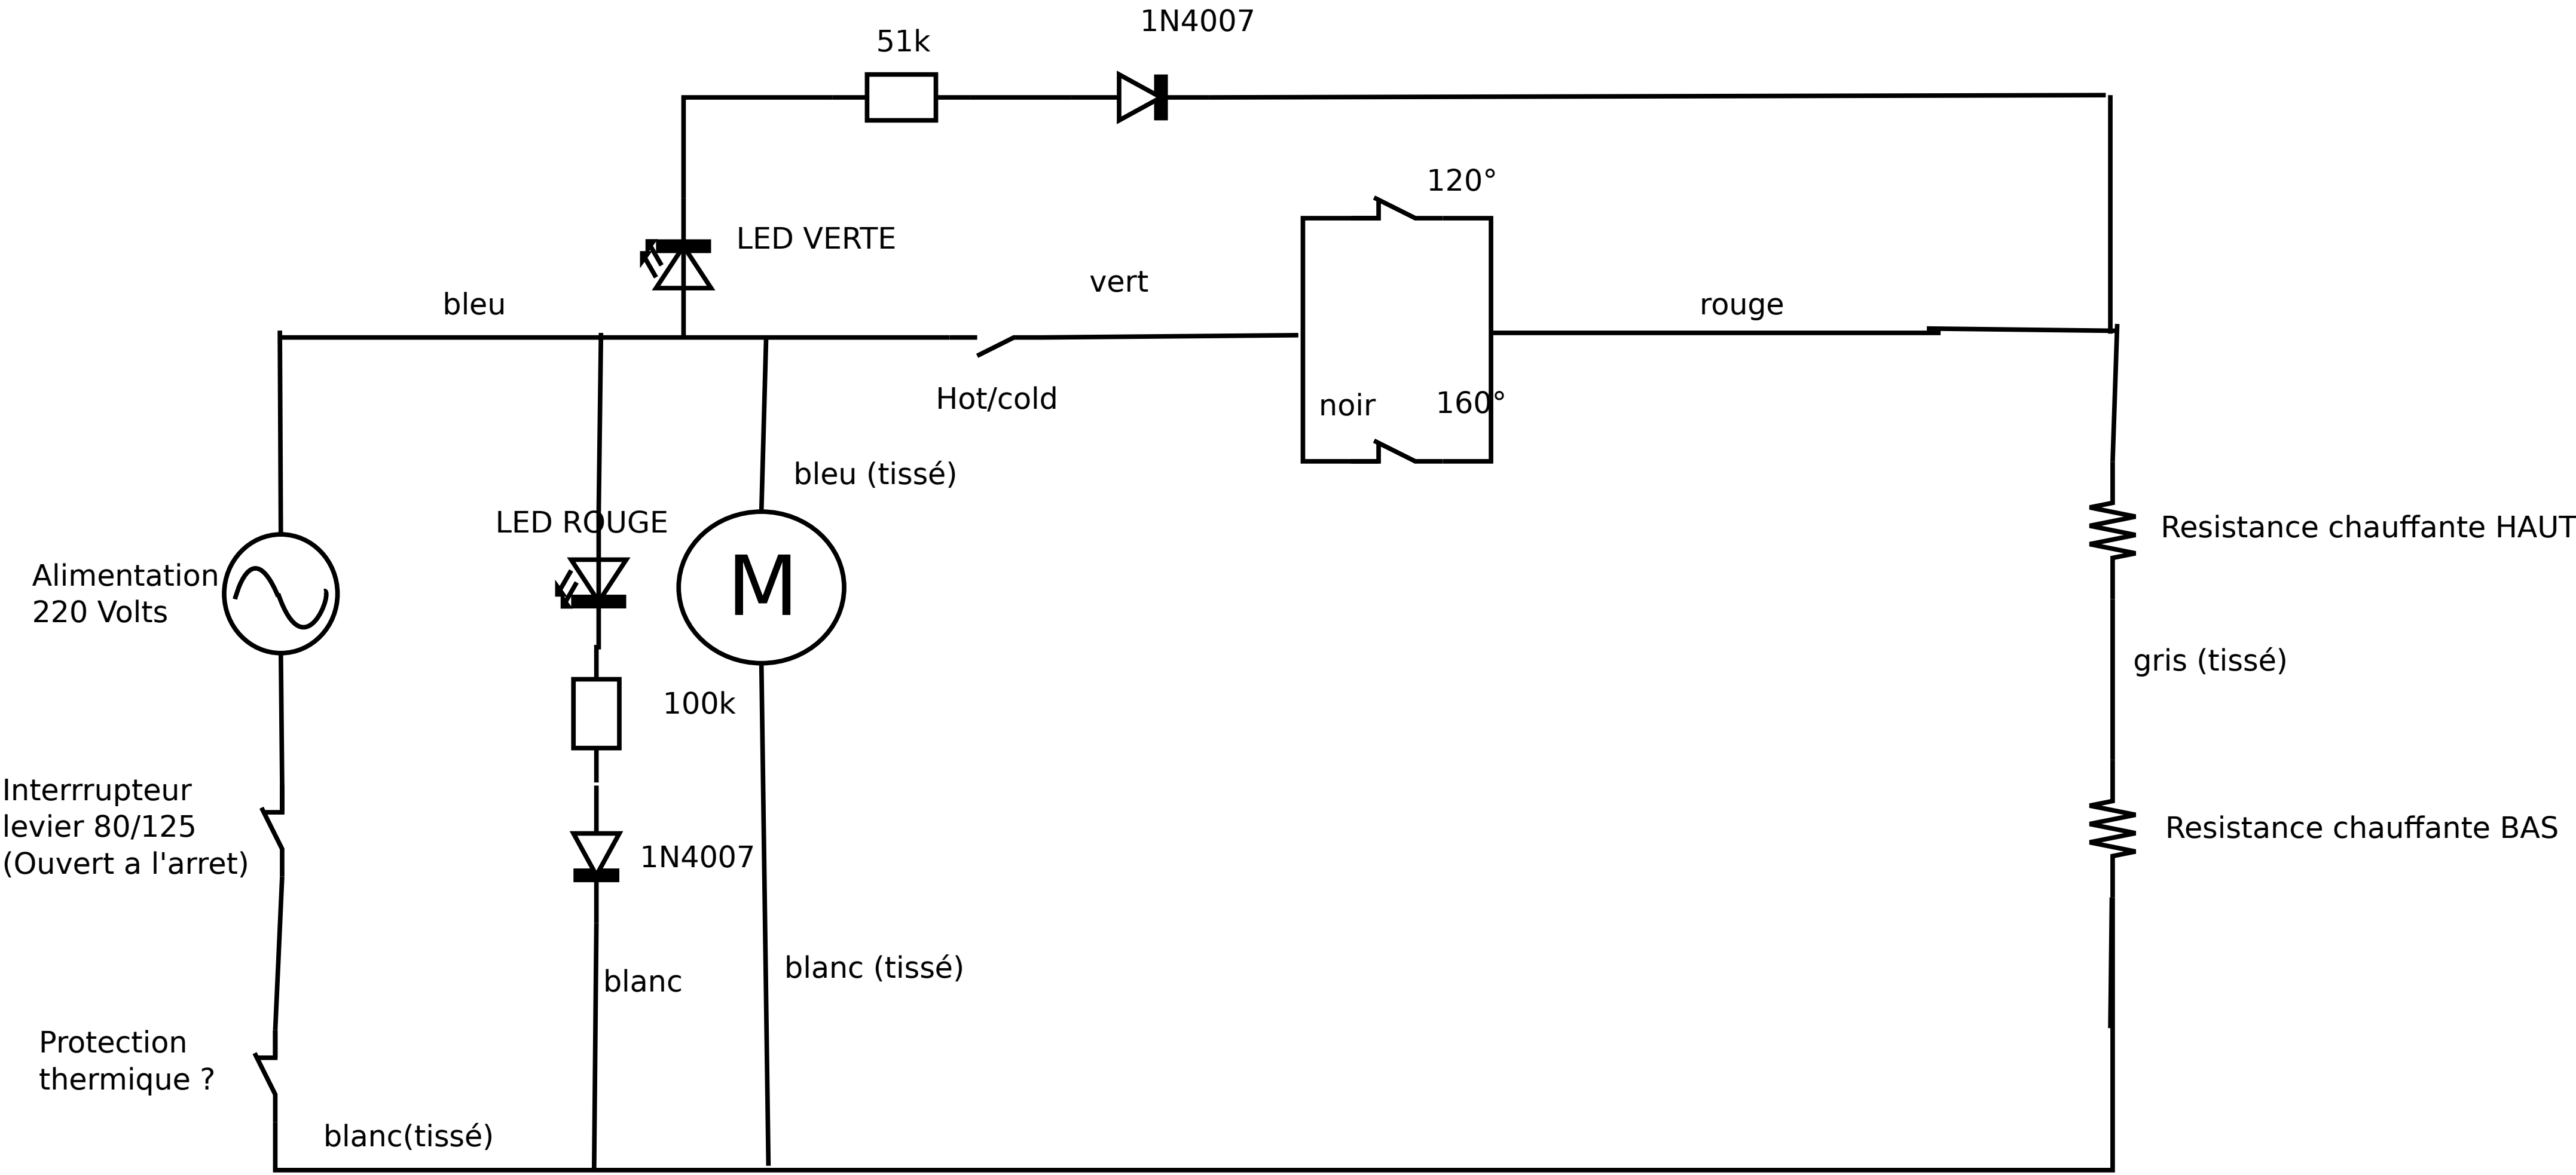 1N4007
51k
120°
LED VERTE
vert
bleu
rouge
Hot/cold
noir
160°
bleu (tissé)
LED ROUGE
Resistance chauffante HAUT
M
Alimentation
220 Volts
gris (tissé)
100k
Interrrupteur
levier 80/125
(Ouvert a l'arret)
Resistance chauffante BAS
1N4007
blanc (tissé)
blanc
Protection
thermique ?
blanc(tissé)